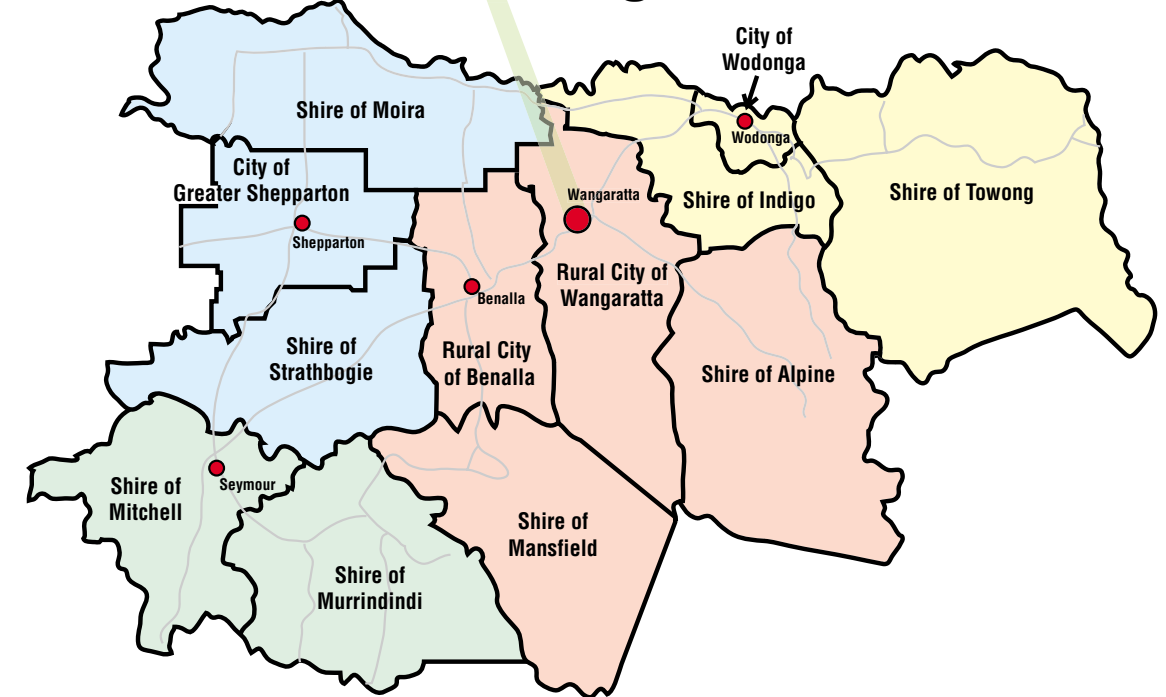 City of
Wodonga
Shire of Moira
Wodonga
City of
Greater Shepparton
Wangaratta
Shire of Indigo
Shire of Towong
Shepparton
Rural City of
Wangaratta
Benalla
Shire of
Strathbogie
Rural City
of Benalla
Shire of Alpine
Seymour
Shire of
Mitchell
Shire of
Mansfield
Shire of
Murrindindi